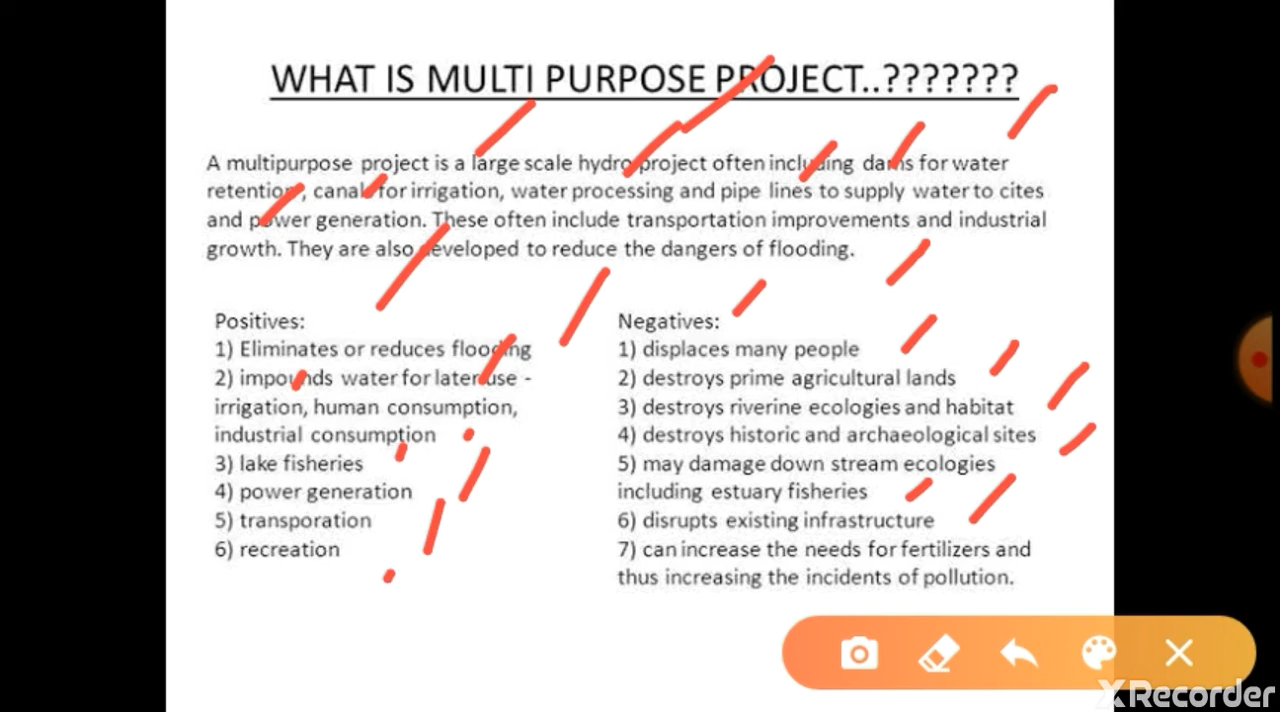 WHAT IS MULTI PURPOSE PROJECT..???????
A multipurpose project is a large scale hydro project often including dams for water
retention, canals for irrigation, water processing and pipe lines to supply water to cites
and power generation. These often include transportation improvements and industrial
growth. They are also developed to reduce the dangers of flooding.
Positives:
1) Eliminates or reduces flooding
2) impounds water for later use -
irrigation, human consumption,
industrial consumption
3) lake fisheries
4) power generation
5) transporation
6) recreation
Negatives:
1) displaces many people
2) destroys prime agricultural lands
3) destroys riverine ecologies and habitat
4) destroys historic and archaeological sites
5) may damage down stream ecologies
including estuary fisheries
6) disrupts existing infrastructure
7) can increase the needs for fertilizers and
thus increasing the incidents of pollution.
XRecorder